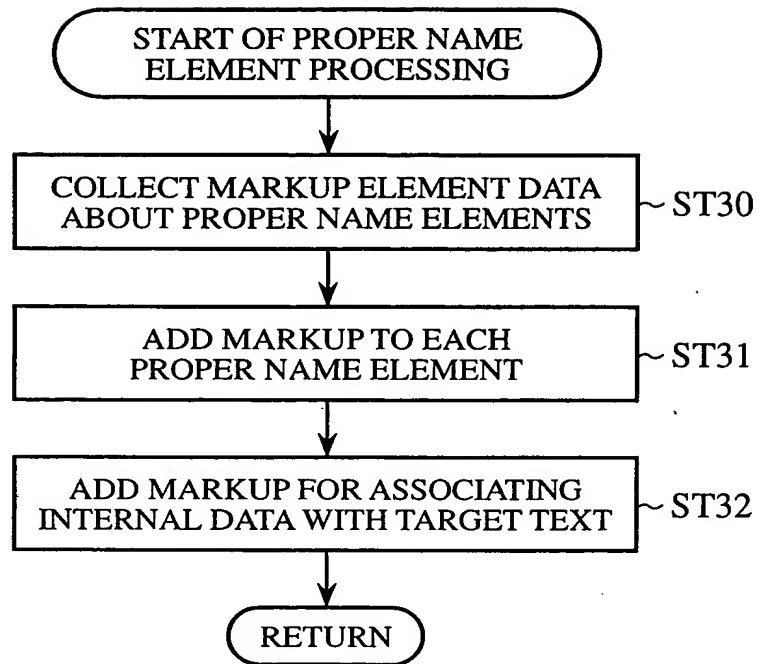 START OF PROPER NAME
ELEMENT PROCESSING
COLLECT MARKUP ELEMENT DATA
ABOUT PROPER NAME ELEMENTS
~ ST30
ADD MARKUP TO EACH
PROPER NAME ELEMENT
~ ST31
ADD MARKUP FOR ASSOCIATING
INTERNAL DATA WITH TARGET TEXT
~ ST32
RETURN